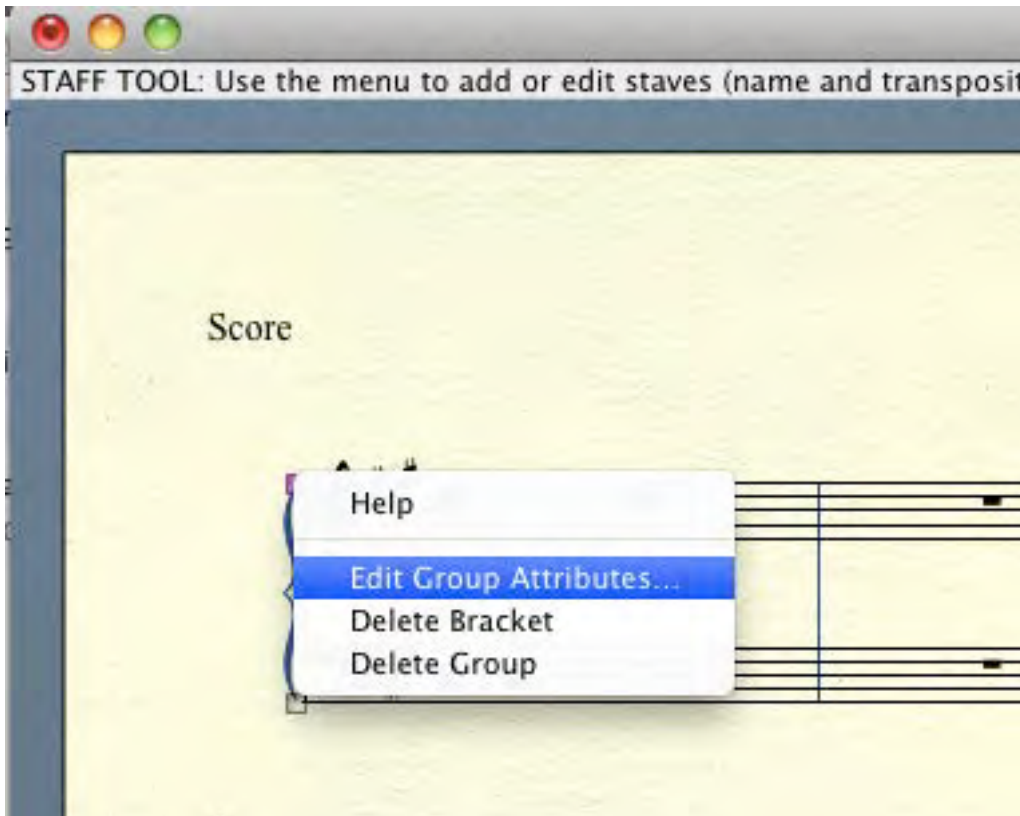 STAFF TOOL: Use the menu to add or edit staves (name and
Score
Help
Edit Group Attributes...
Delete Bracket
Delete Group